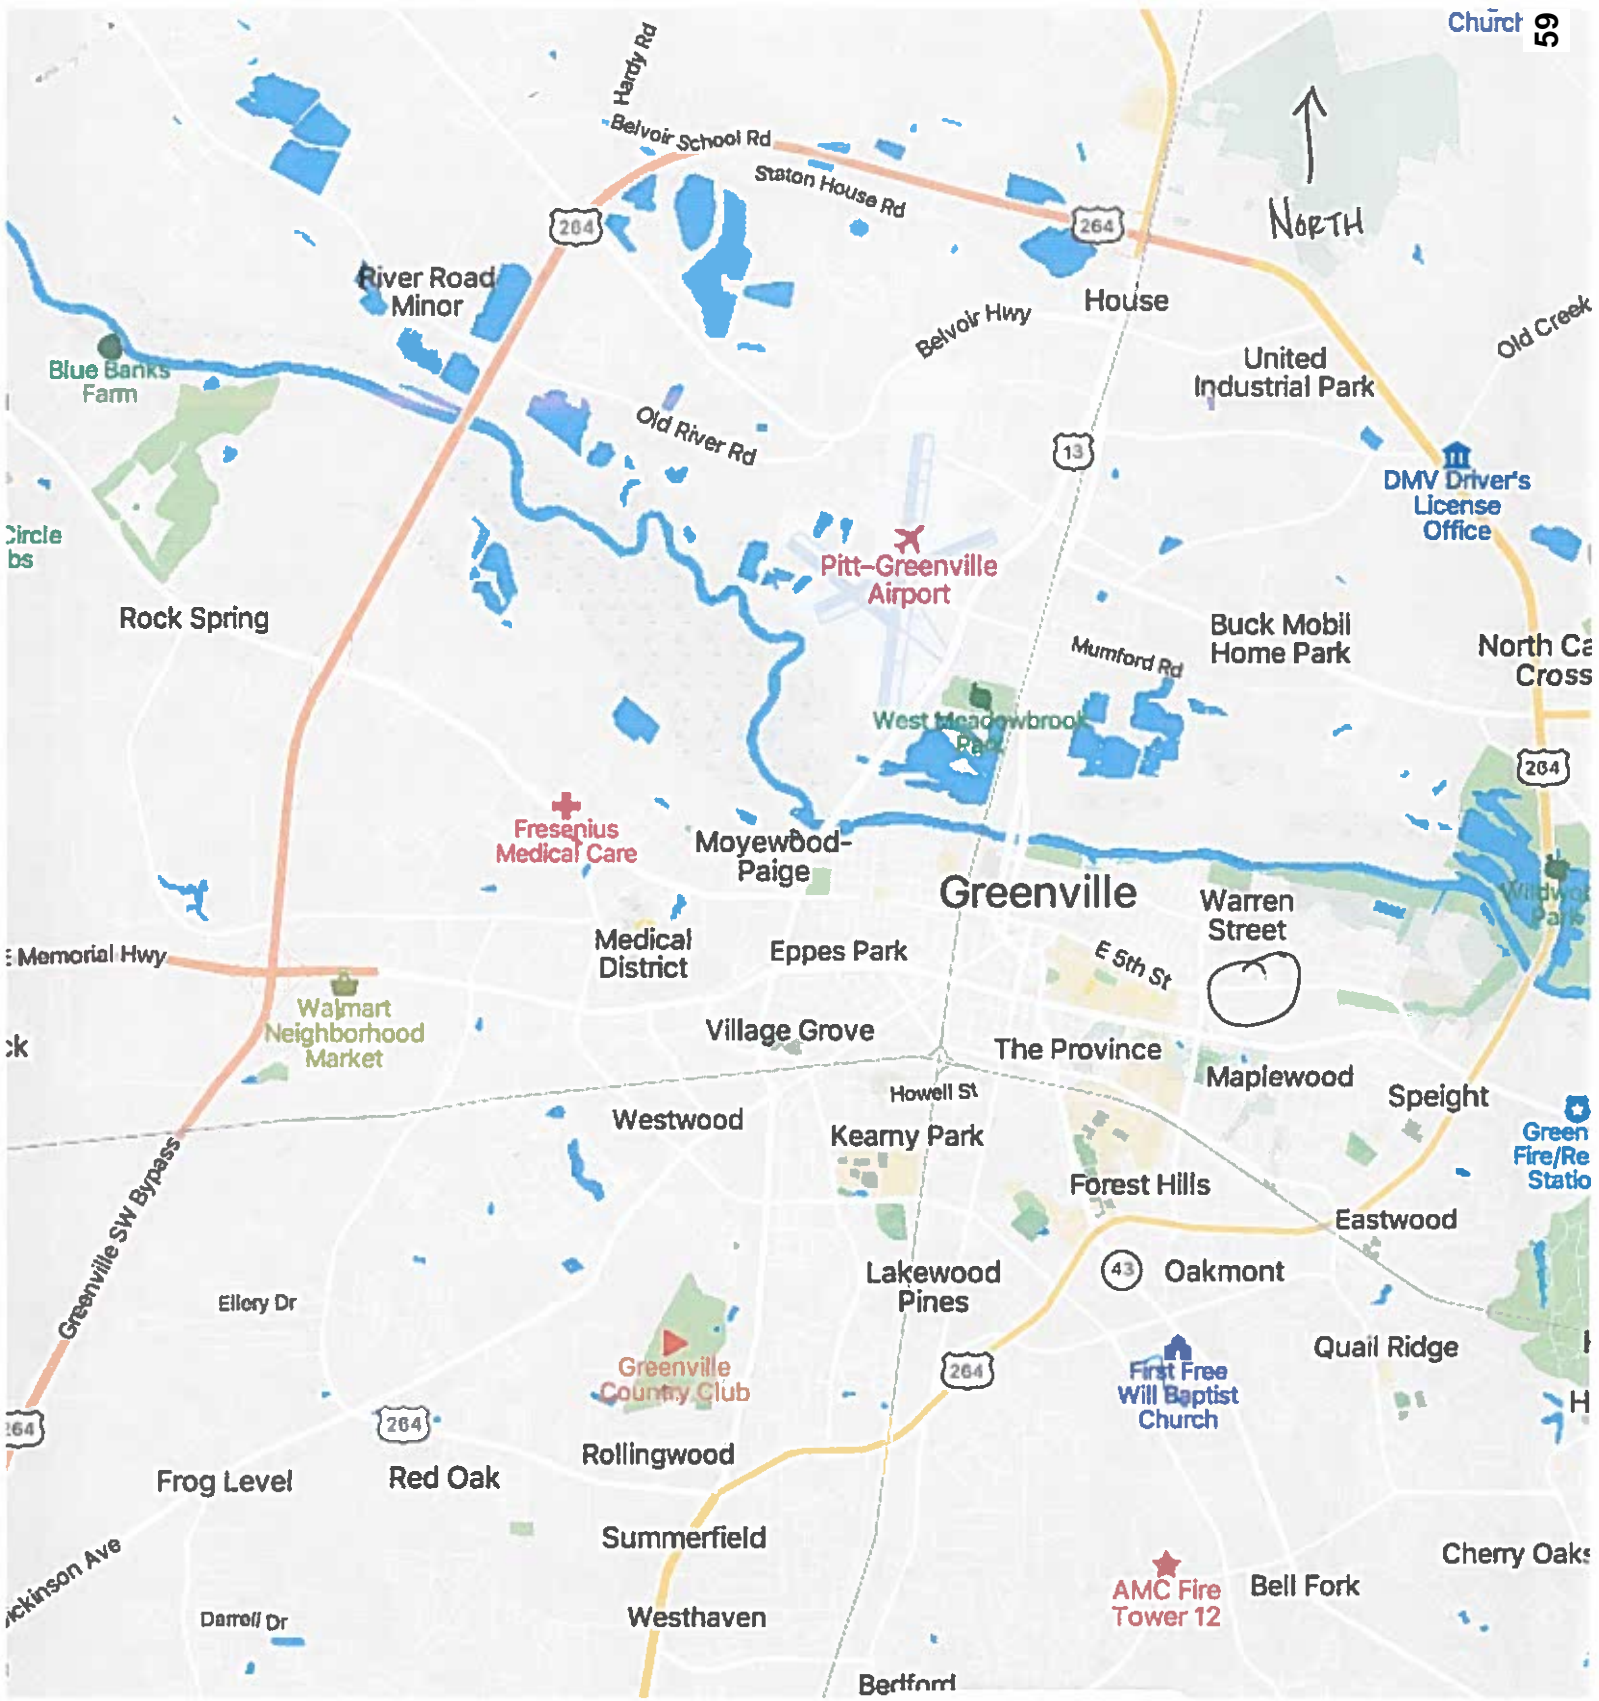 Church
59
Hardy Rd
Belvoir School Rd
Staton House Rd
264
264
NORTH
River Road
Minor
House
Belvoir Hwy
Old Creek
United
Industrial Park
Blue Banks
Farm
Old River Rd
13
DMV Driver's
License
Office
Circle
bs
Pitt-Greenville
Airport
Rock Spring
Buck Mobil
Home Park
Mumford Rd
North Ca
Cross
West Meadowbrook
Park
264
Fresenius
Medical Care
Moyewood-
Paige
Greenville
Warren
Street
Wildwo
Park
E Memorial Hwy
Medical
District
Eppes Park
E 5th St
Walmart
Neighborhood
Market
Village Grove
ck
The Province
Maplewood
Howell St
Speight
Westwood
Kearny Park
Green
Fire/Re
Statio
Greenville SW Bypass
Forest Hills
Eastwood
Lakewood
Pines
43
Oakmont
Ellery Dr
Quail Ridge
Greenville
Country Club
264
First Free
Will Baptist
Church
H
264
264
Rollingwood
Frog Level
Red Oak
Summerfield
Cherry Oaks
ickinson Ave
AMC Fire
Tower 12
Bell Fork
Darrell Dr
Westhaven
Bedford